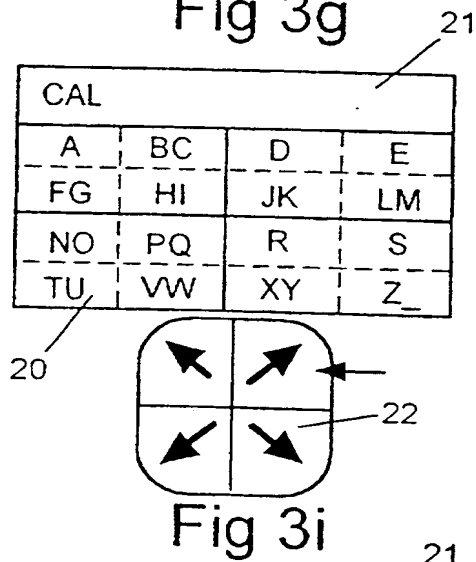 Fig 3g
21
CAL
A BC D E
FG HI JK LM
NO PQ R S
TU VW XY Z_
20
22
Fig 3i
21